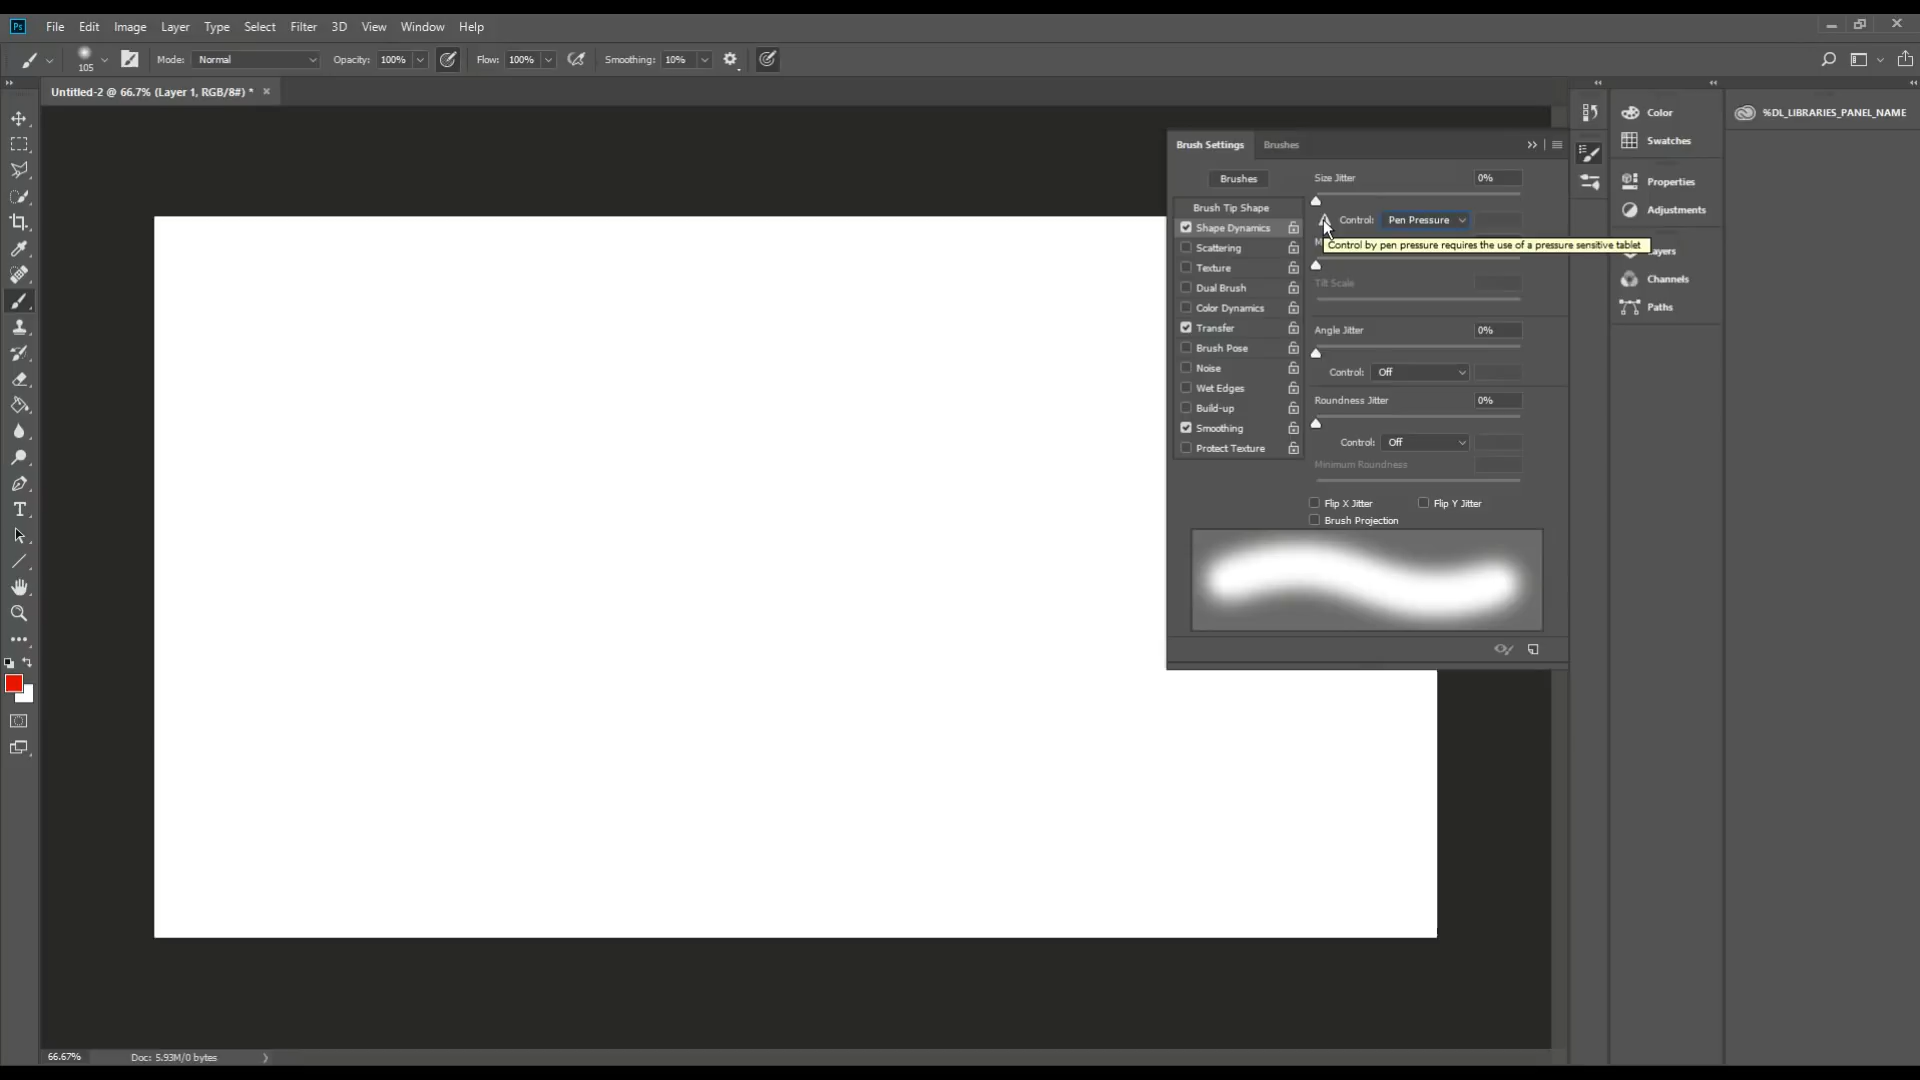 Ps File Edit Image Layer Type Select Filter 3D View Window Help
105 Mode: Normal Opacity: 100% Flow: 100% Smoothing: 10%
Untitled-2 @ 66.7% (Layer 1, RGB/8#) *
Brush Settings Brushes
Brushes
Brush Tip Shape
Shape Dynamics
Scattering
Texture
Dual Brush
Color Dynamics
Transfer
Brush Pose
Noise
Wet Edges
Build-up
Smoothing
Protect Texture
Size Jitter 0%
Control: Pen Pressure
Control by pen pressure requires the use of a pressure sensitive tablet
Tilt Scale
Angle Jitter 0%
Control: Off
Roundness Jitter 0%
Control: Off
Minimum Roundness
Flip X Jitter Flip Y Jitter
Brush Projection
Color
Swatches
Properties
Adjustments
ayers
Channels
Paths
%DL_LIBRARIES_PANEL_NAME
66.67% Doc: 5.93M/0 bytes